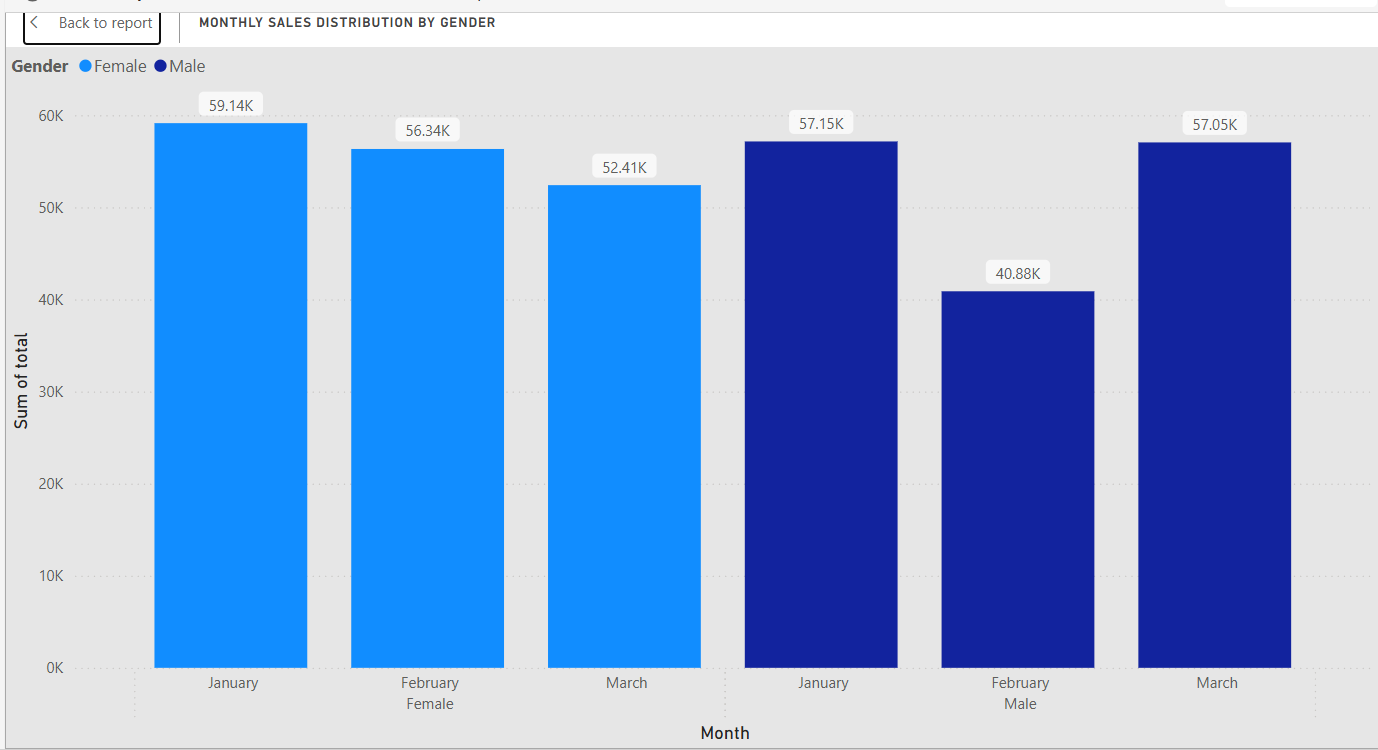 Back to report
MONTHLY SALES DISTRIBUTION BY GENDER
Gender Female Male
59.14K
56.34K
52.41K
57.15K
40.88K
57.05K
60K
50K
40K
30K
20K
10K
0K
Sum of total
January February March January February March
Female Male
Month